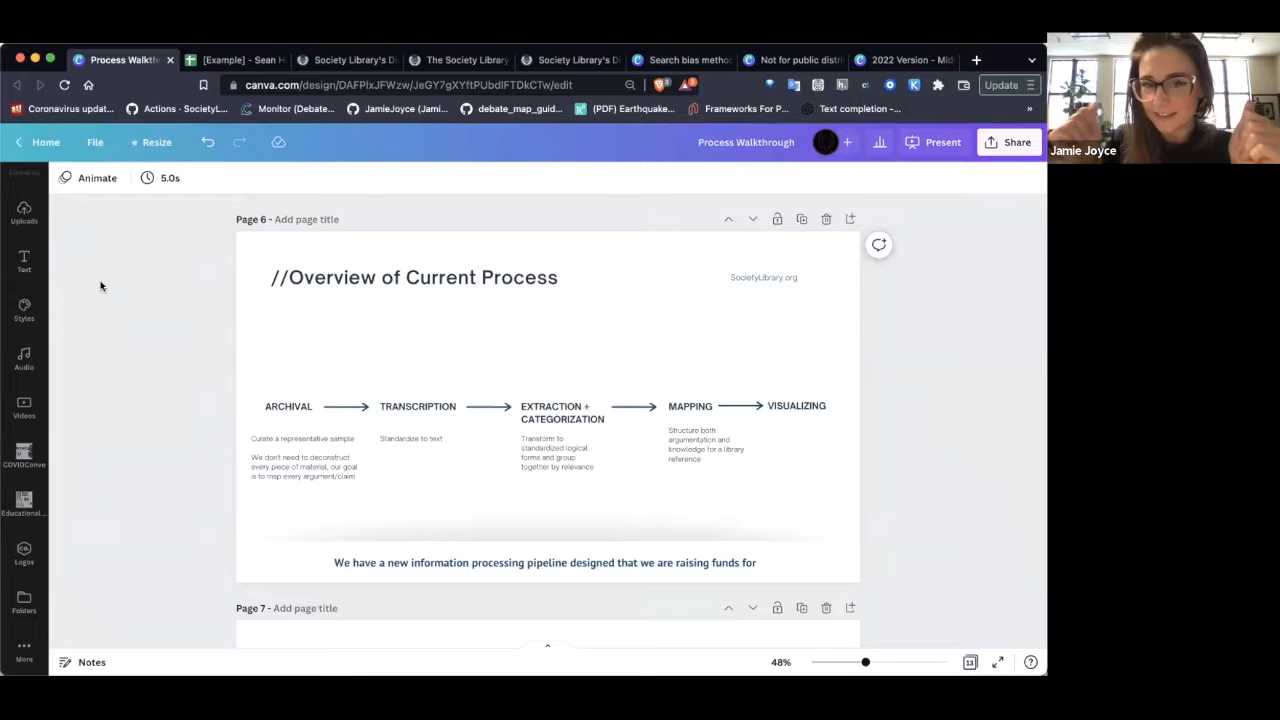 Process Walkth
[Example] - Sean H
Society Library's D
The Society Library
Society Library's D
Search bias metho
Not for public distr
2022 Version - Mid
canva.com/design/DAFPlxJFWzw/JeGY7gXYftPUbdIFTDkCTw/edit
Update
Coronavirus updat...
Actions · SocietyL...
Monitor (Debate...
JamieJoyce (Jami...
debate_map_guid...
(PDF) Earthquake...
Frameworks For P...
Text completion -...
»
Home
File
Resize
Process Walkthrough
Present
Share
Jamie Joyce
Animate
5.0s
Uploads
Text
Styles
Audio
Videos
COVIDConvo
Educational ...
Logos
Folders
More
Page 6 - Add page title
//Overview of Current Process
SocietyLibrary.org
ARCHIVAL
Curate a representative sample
We don't need to deconstruct
every piece of material, our goal
is to map every argument/claim
TRANSCRIPTION
Standardize to text
EXTRACTION +
CATEGORIZATION
Transform to
standardized logical
forms and group
together by relevance
MAPPING
Structure both
argumentation and
knowledge for a library
reference
VISUALIZING
We have a new information processing pipeline designed that we are raising funds for
Page 7 - Add page title
Notes
48%
13